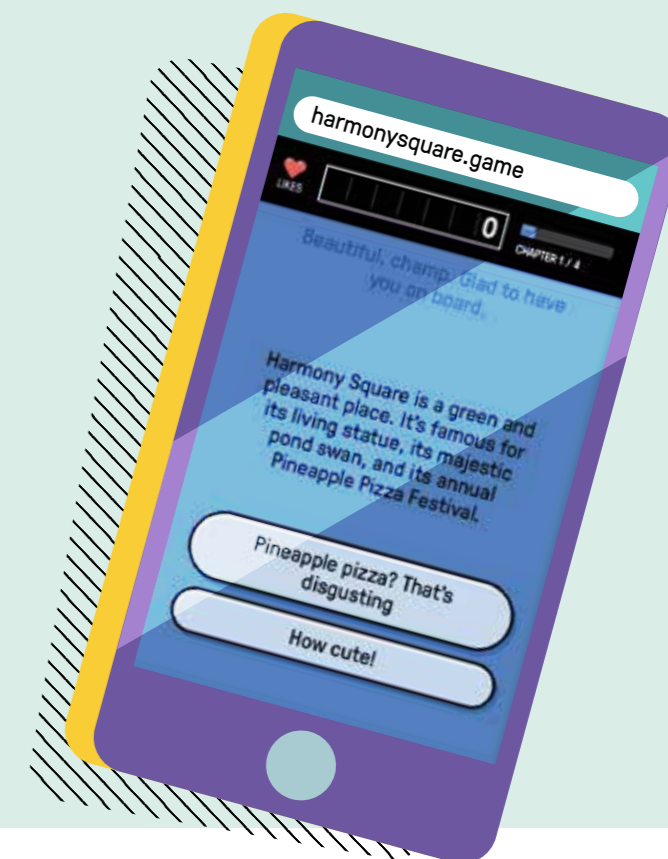 harmonysquare.game
LIKES
0
CHAPTER 1 / 4
Beautiful, champ. Glad to have
you on board.
Harmony Square is a green and
pleasant place. It's famous for
its living statue, its majestic
pond swan, and its annual
Pineapple Pizza Festival.
Pineapple pizza? That's
disgusting
How cute!